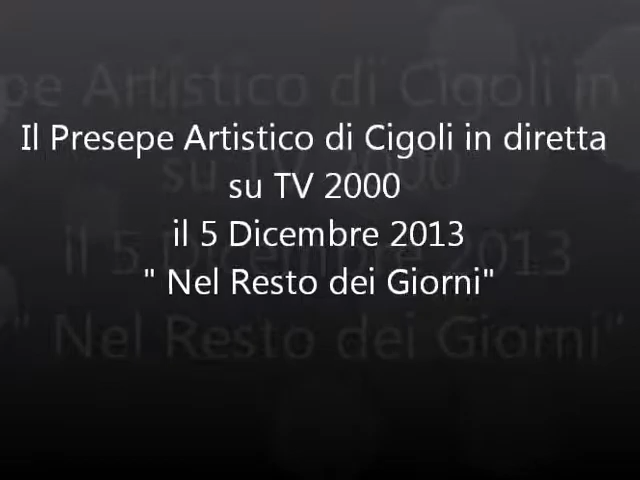 Il Presepe Artistico di Cigoli in diretta
su TV 2000
il 5 Dicembre 2013
" Nel Resto dei Giorni"